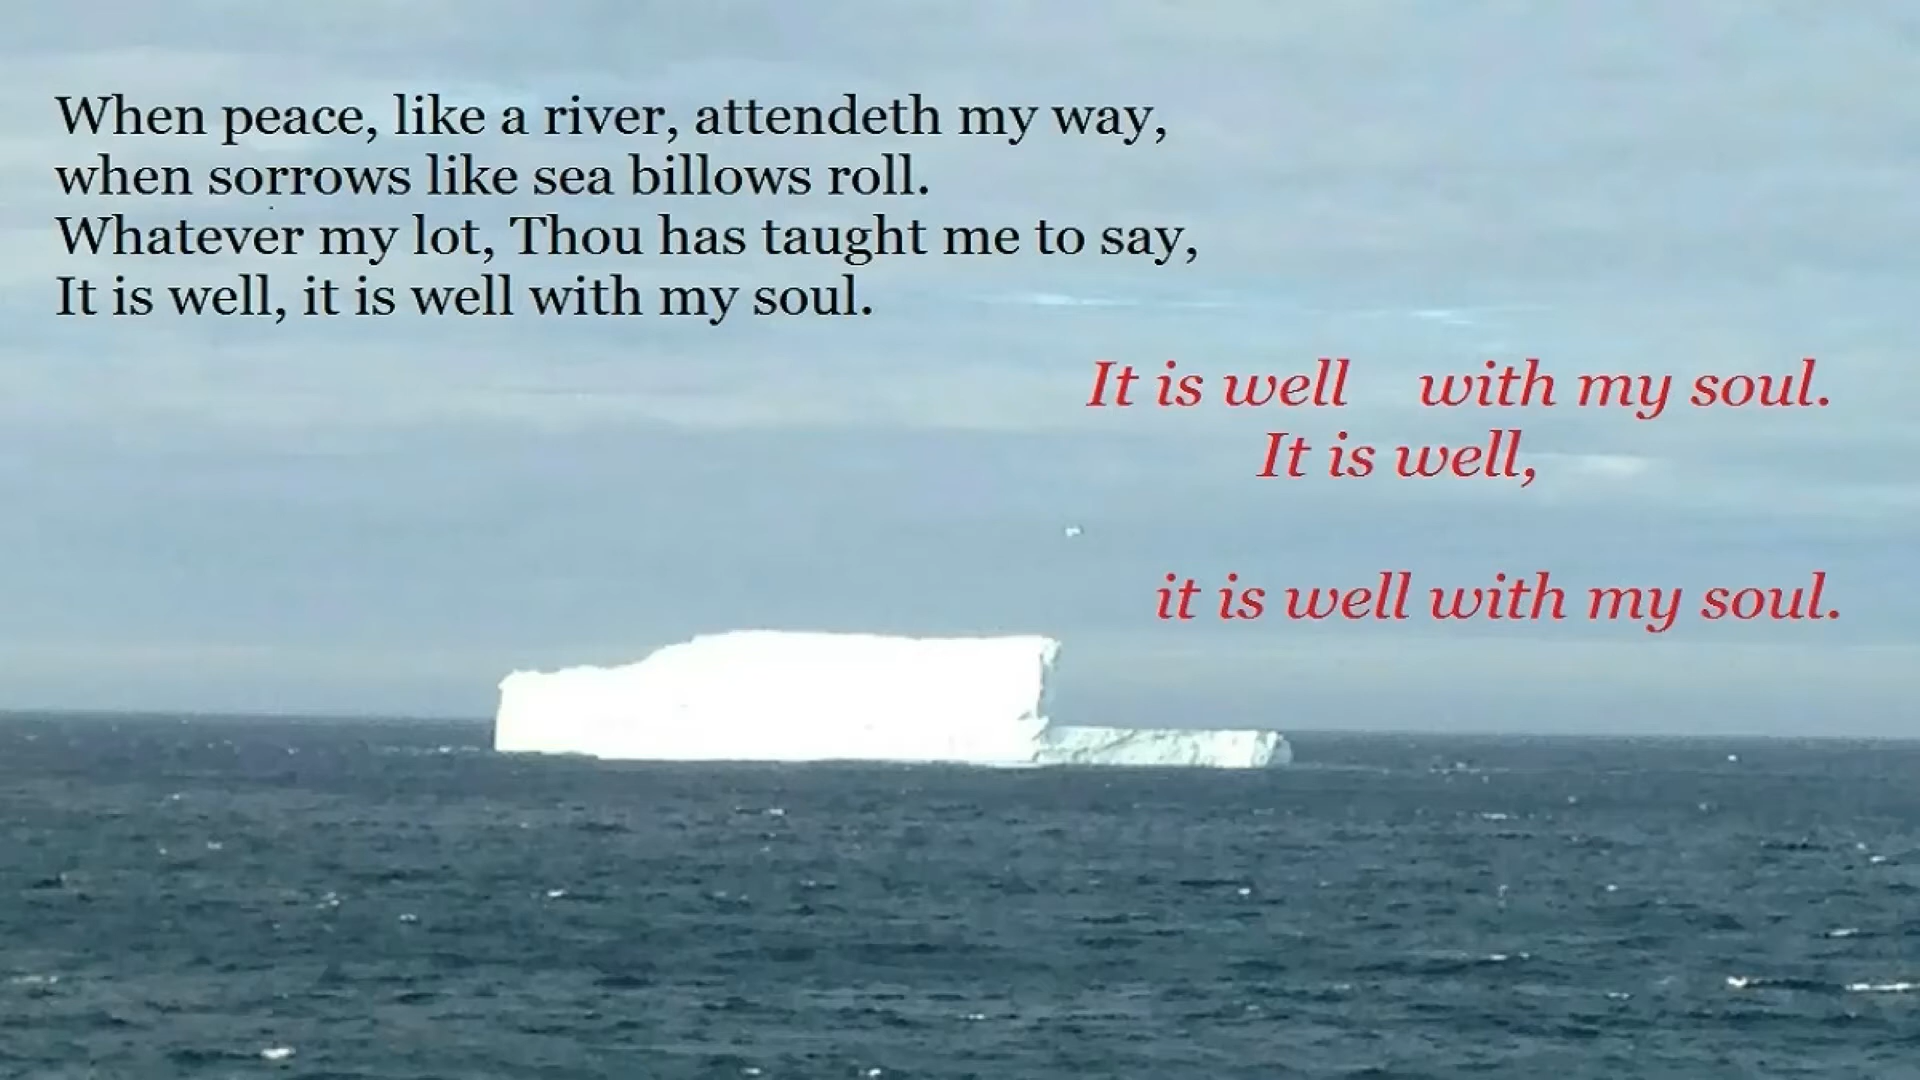 When peace, like a river, attendeth my way,
when sorrows like sea billows roll.
Whatever my lot, Thou has taught me to say,
It is well, it is well with my soul.
It is well with my soul.
It is well,
it is well with my soul.